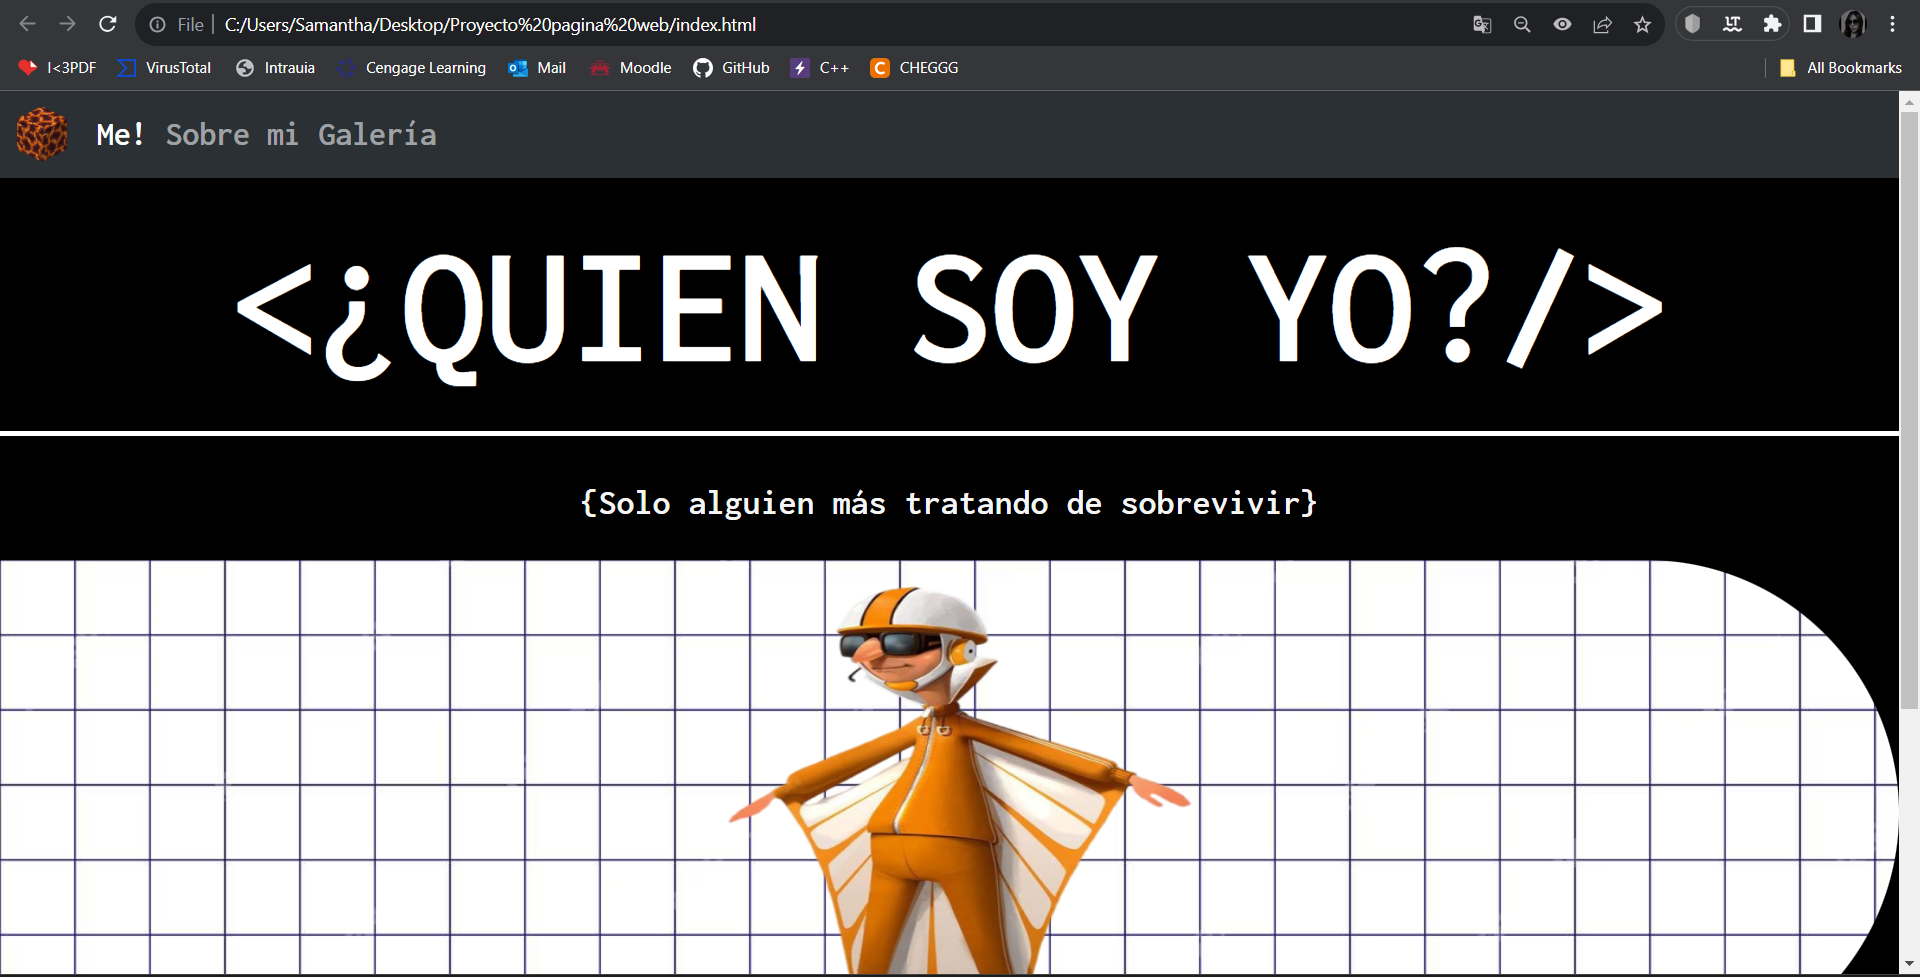 File C:/Users/Samantha/Desktop/Proyecto%20pagina%20web/index.html
I<3PDF VirusTotal Intrauia Cengage Learning Mail Moodle GitHub C++ CHEGGG All Bookmarks
Me! Sobre mi Galería
<¿QUIEN SOY YO?/>
{Solo alguien más tratando de sobrevivir}